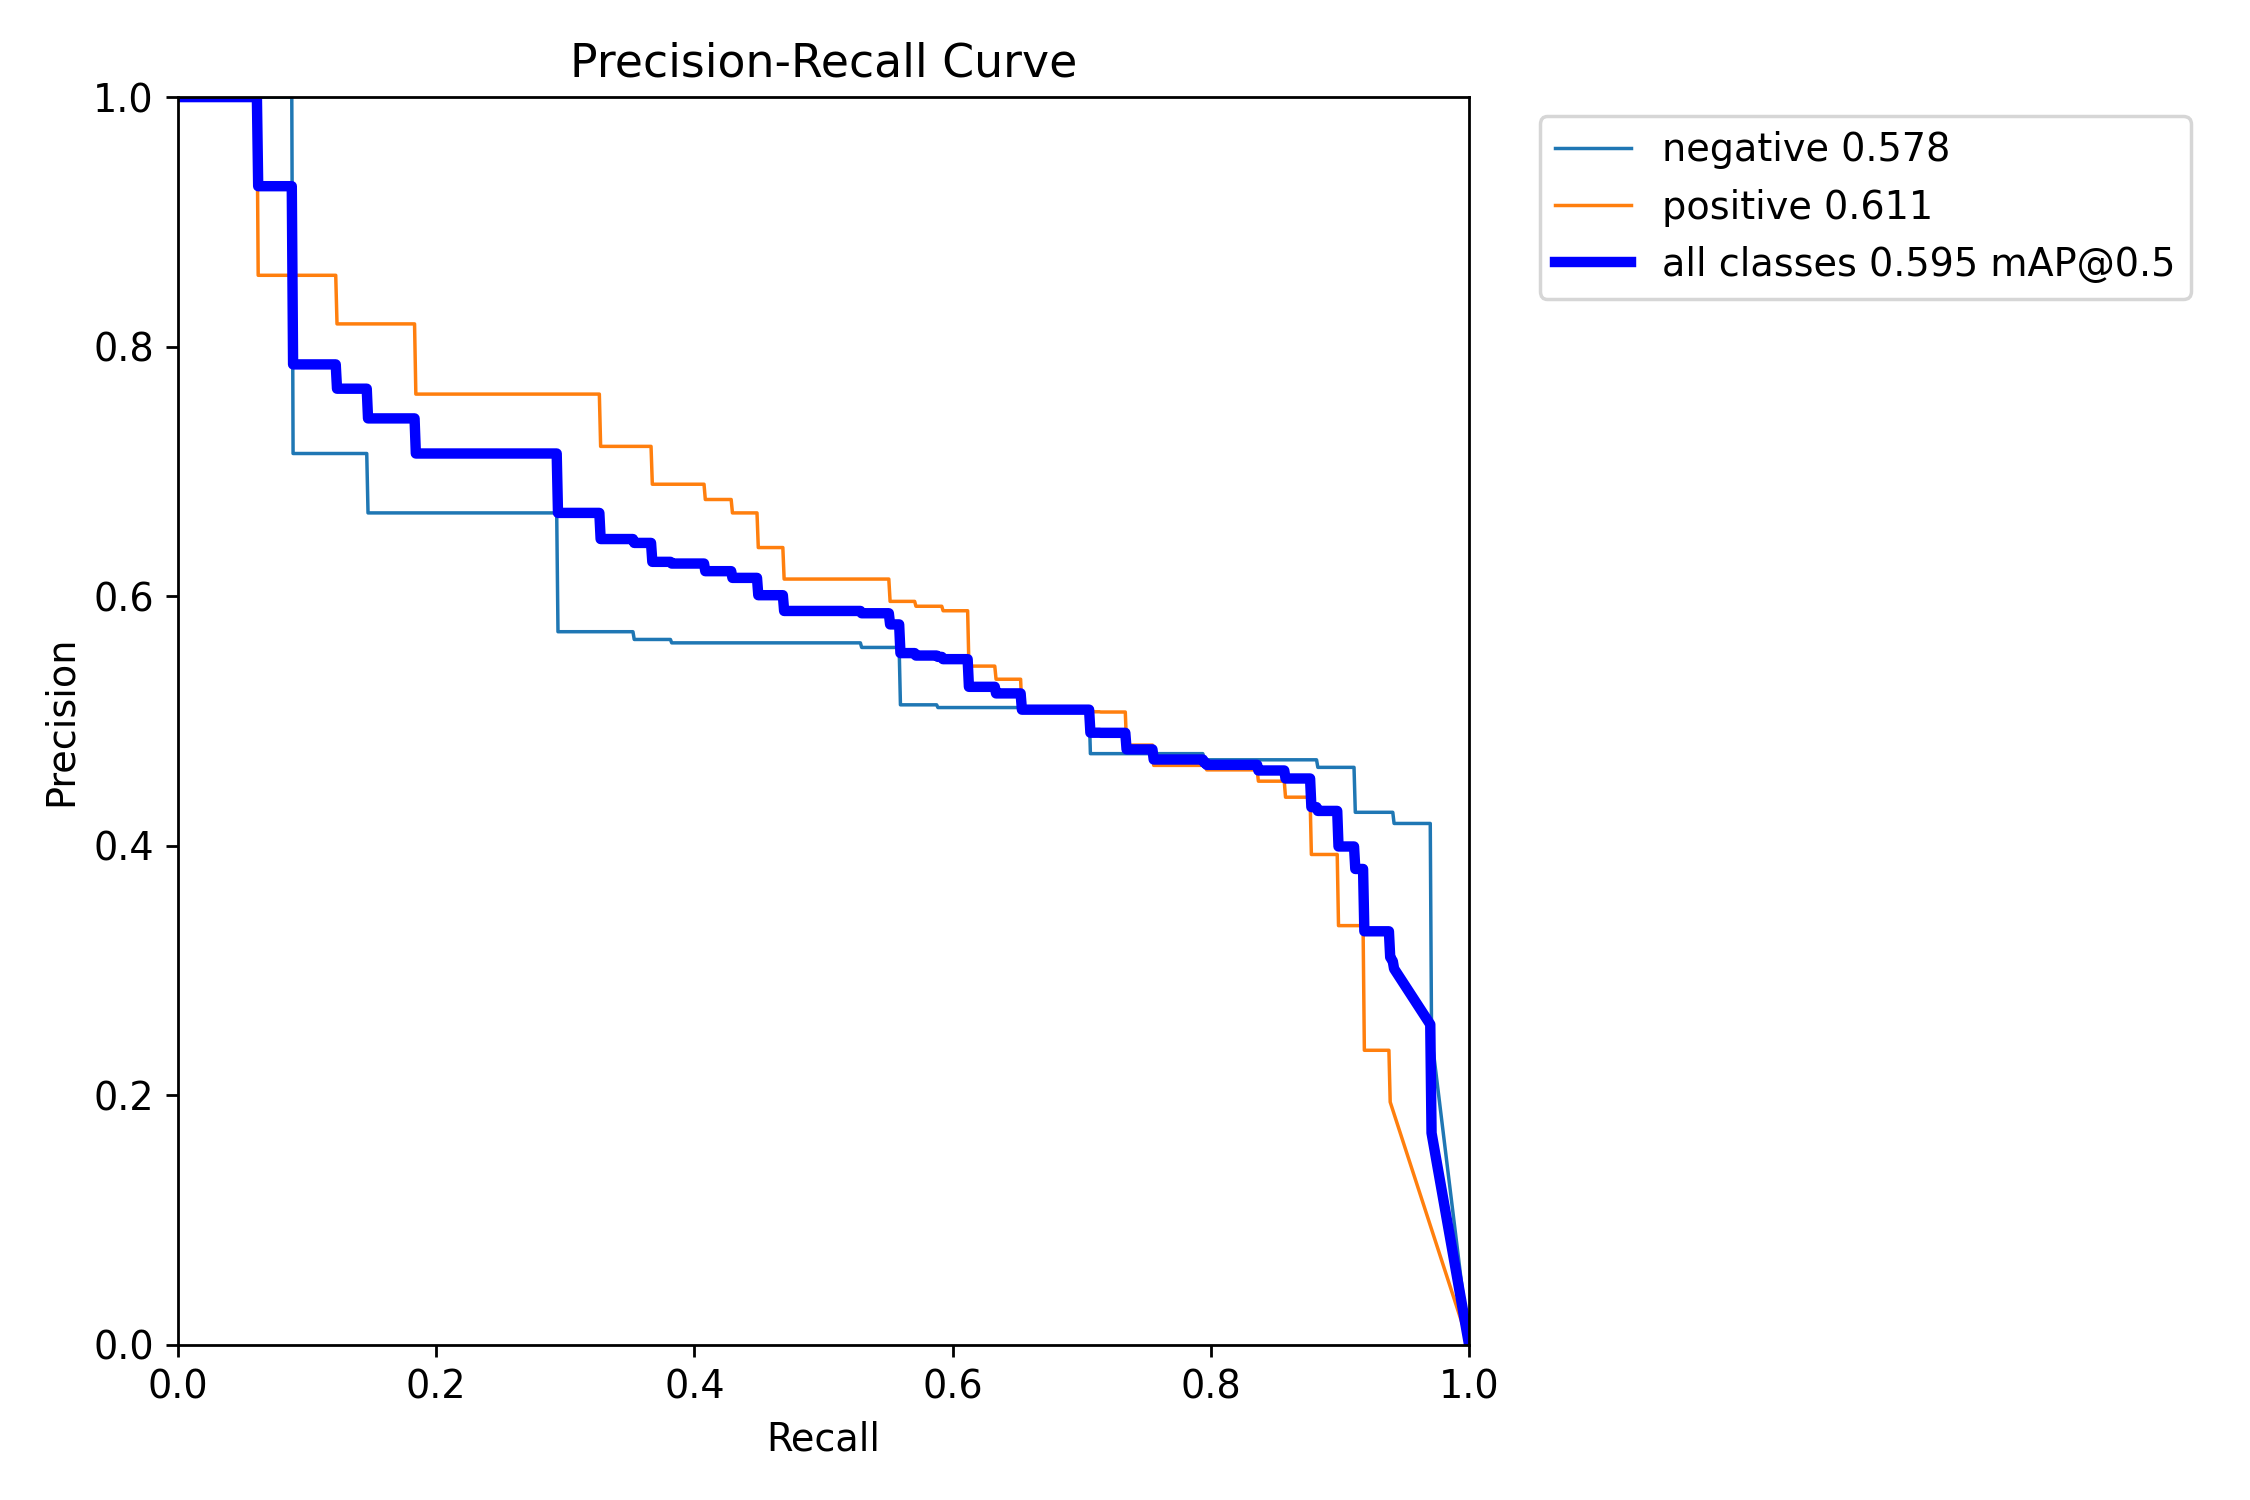 Precision-Recall Curve
negative 0.578
positive 0.611
all classes 0.595 mAP@0.5
Precision
1.0
0.8
0.6
0.4
0.2
0.0
0.0 0.2 0.4 0.6 0.8 1.0
Recall